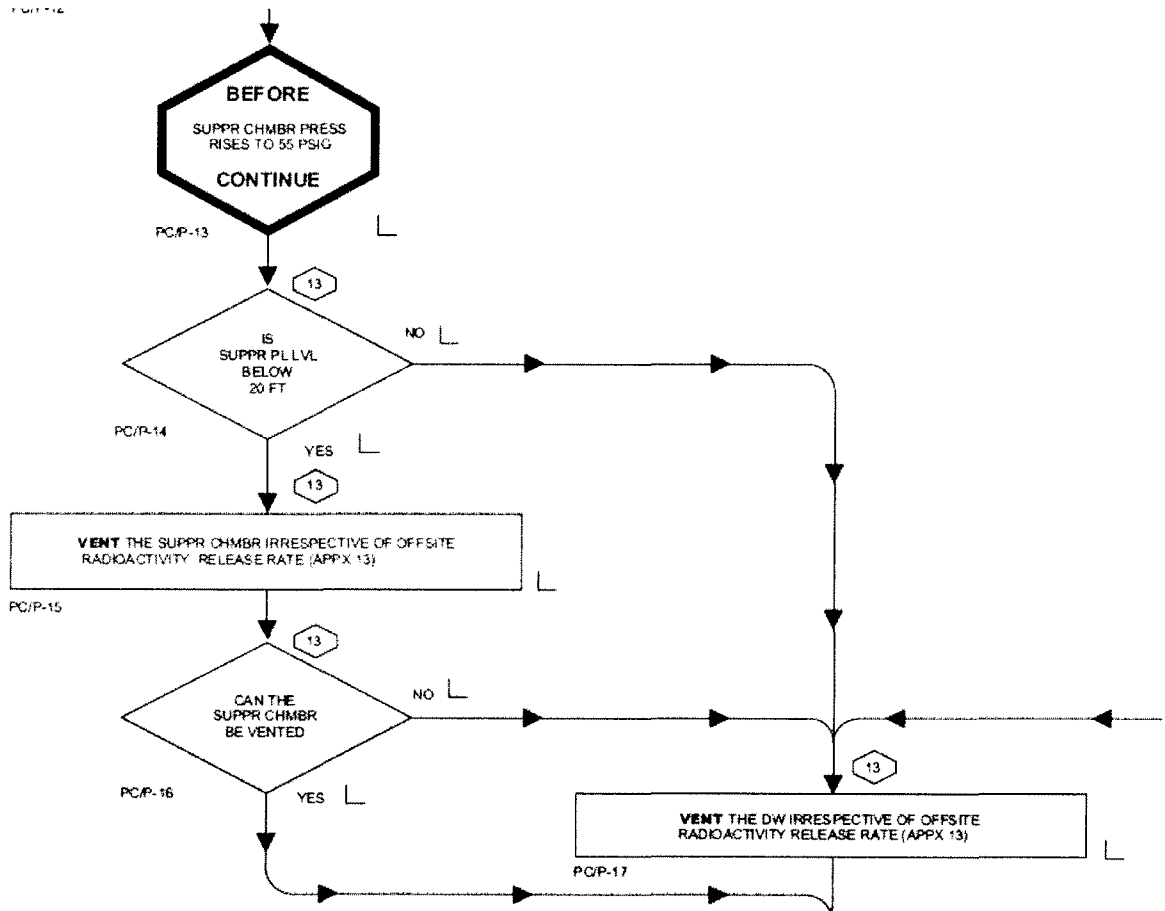 BEFORE
SUPPR CHMBR PRESS
RISES TO 55 PSIG
CONTINUE
PC/P-13
13
IS
SUPPR PL LVL
BELOW
20 FT
NO
PC/P-14
YES
13
VENT THE SUPPR CHMBR IRRESPECTIVE OF OFFSITE
RADIOACTIVITY RELEASE RATE (APPX 13)
PC/P-15
13
CAN THE
SUPPR CHMBR
BE VENTED
NO
PC/P-16
YES
13
VENT THE DW IRRESPECTIVE OF OFFSITE
RADIOACTIVITY RELEASE RATE (APPX 13)
PC/P-17